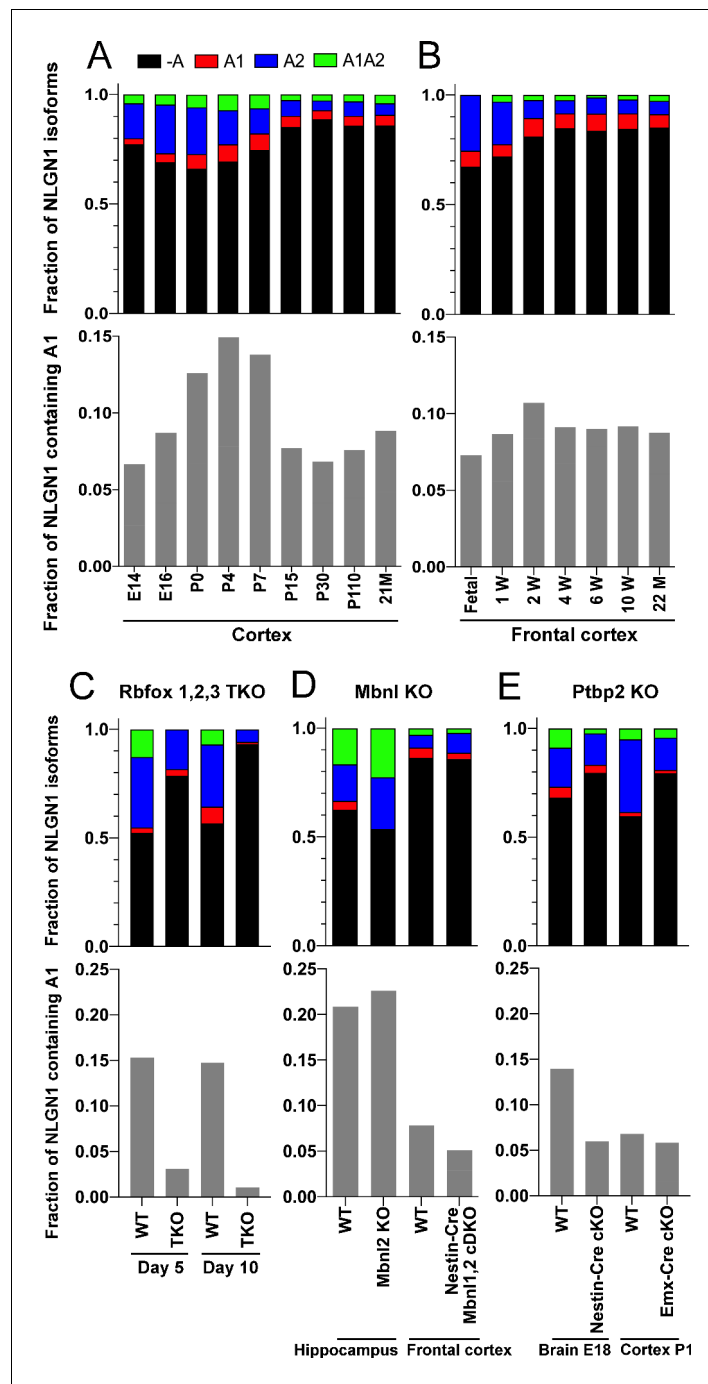 A
-A A1 A2 A1A2
B
Fraction of NLGN1 isoforms
1.0
0.5
0.0
1.0
0.5
0.0
Fraction of NLGN1 containing A1
0.15
0.10
0.05
0.00
0.15
0.10
0.05
0.00
E14 E16 P0 P4 P7 P15 P30 P110 21M
Cortex
Fetal 1 W 2 W 4 W 6 W 10 W 22 M
Frontal cortex
C
Rbfox 1,2,3 TKO
D
Mbnl KO
E
Ptbp2 KO
Fraction of NLGN1 isoforms
1.0
0.5
0.0
1.0
0.5
0.0
1.0
0.5
0.0
Fraction of NLGN1 containing A1
0.25
0.20
0.15
0.10
0.05
0.00
0.25
0.20
0.15
0.10
0.05
0.00
0.25
0.20
0.15
0.10
0.05
0.00
WT TKO WT TKO
Day 5 Day 10
WT
Mbnl2 KO
WT
Nestin-Cre
Mbnl1,2 cDKO
Hippocampus Frontal cortex
WT
Nestin-Cre cKO
WT
Emx-Cre cKO
Brain E18 Cortex P1